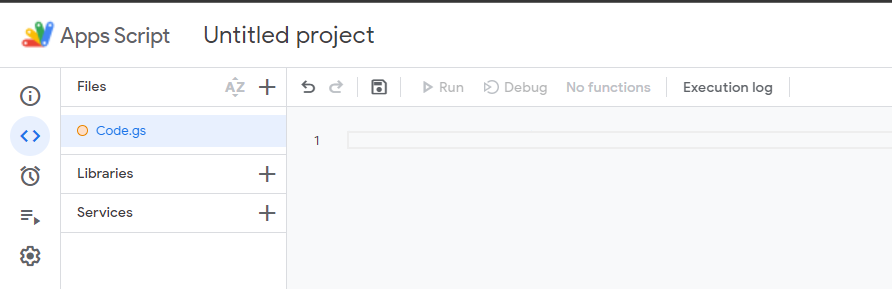 Apps Script Untitled project
Files AZ
Run Debug No functions Execution log
Code.gs
1
Libraries
Services